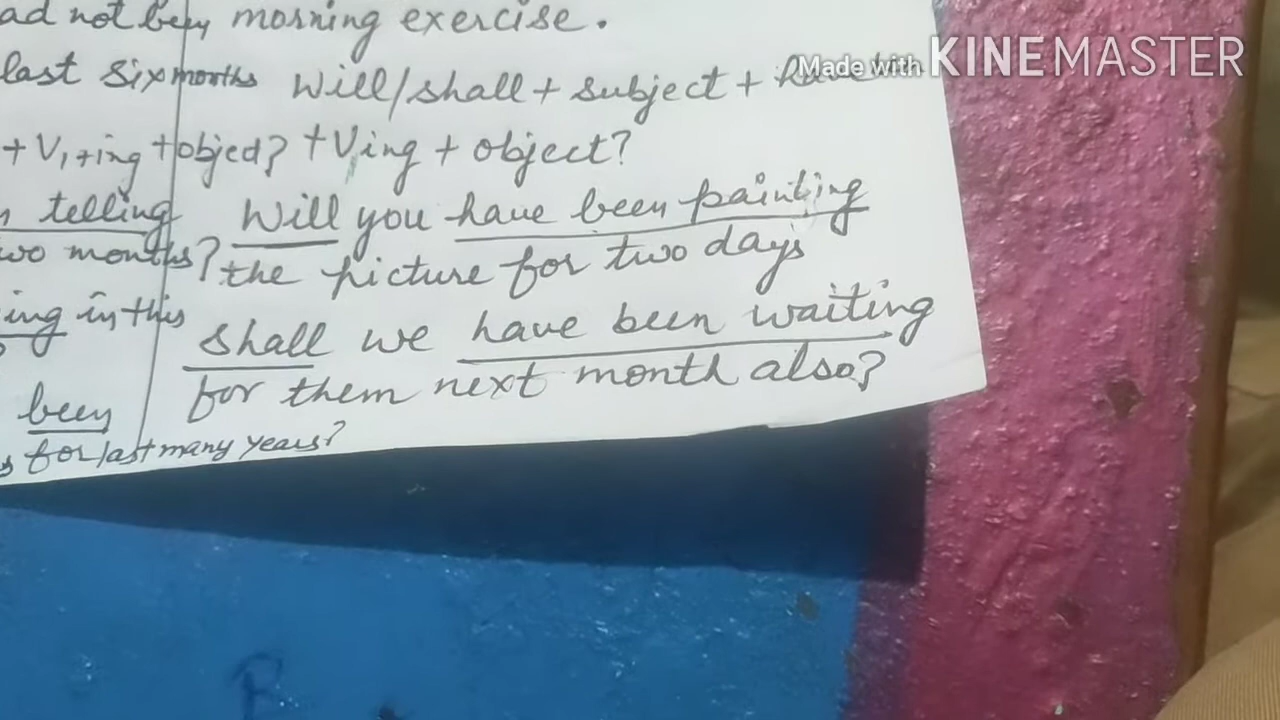 ad not been morning exercise.
last six months
+ V1+ing + objed?
telling
wo months?
ing in this
been
s for last many years?
Will/shall + subject +
+ Ving + object?
Will you have been painting
the picture for two days
shall we have been waiting
for them next month also?
Made with KINEMASTER